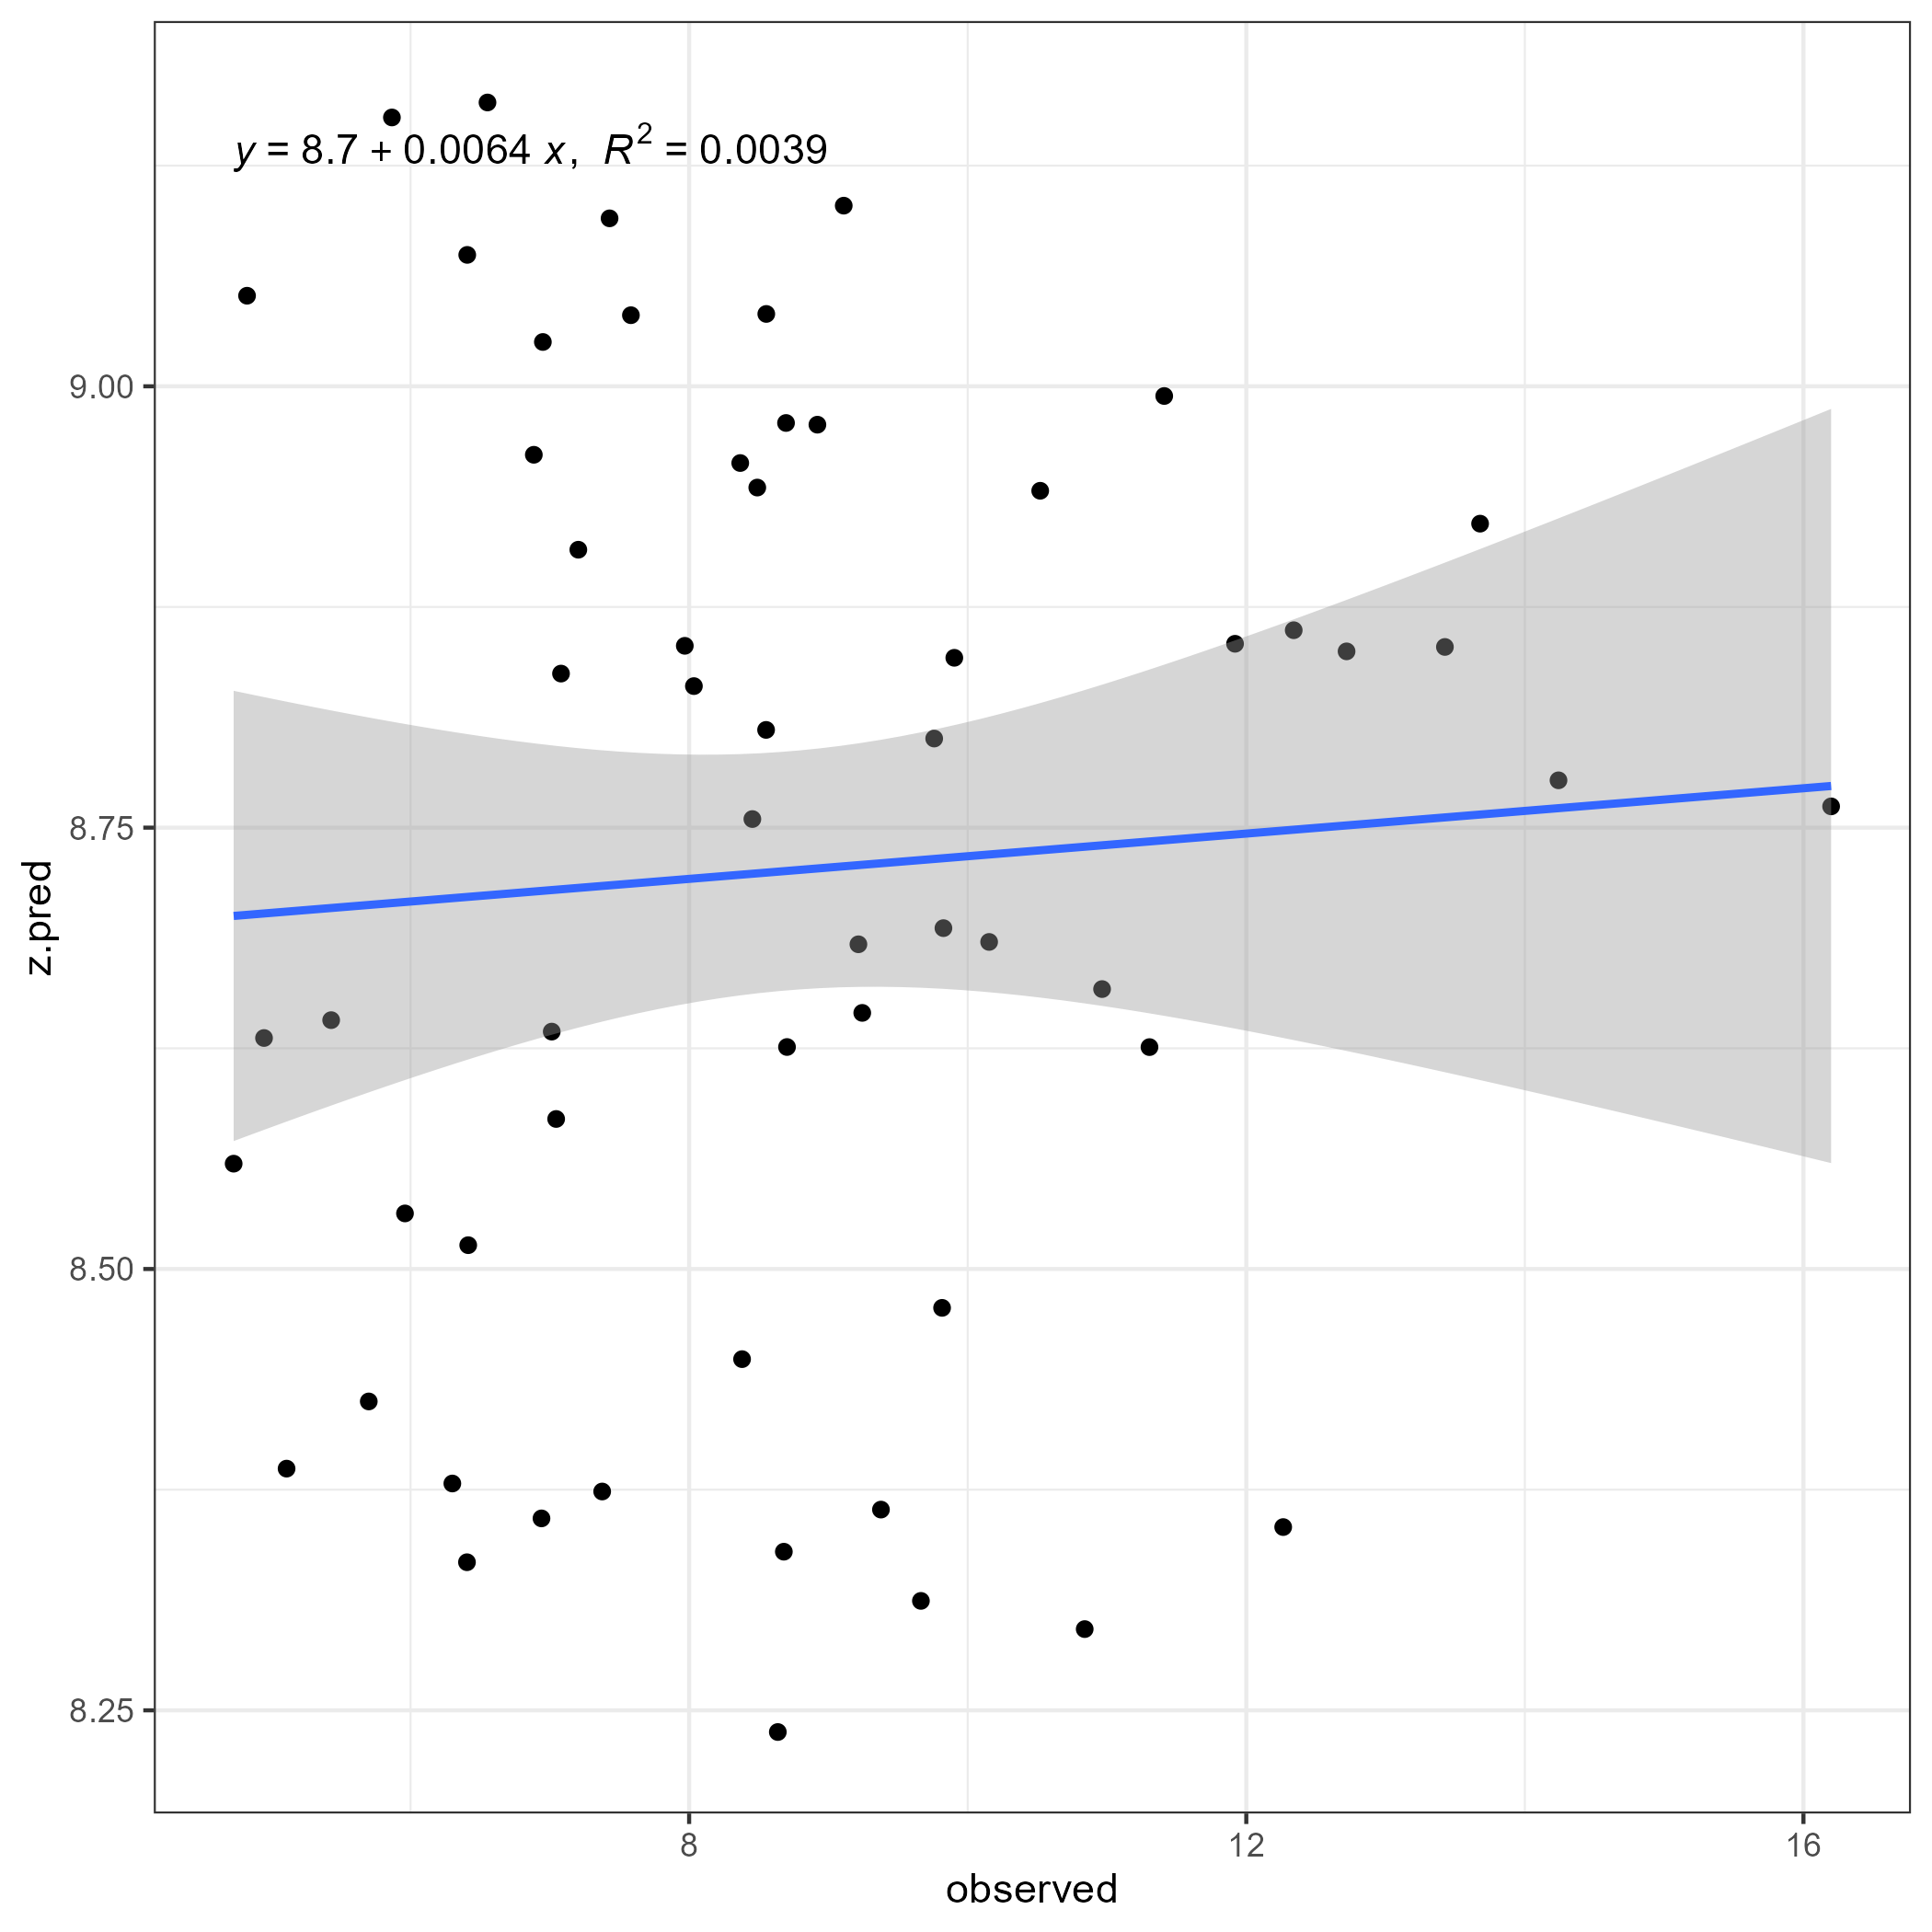 y = 8.7 + 0.0064 x, R² = 0.0039
9.00
8.75
8.50
8.25
z.pred
8 12 16
observed